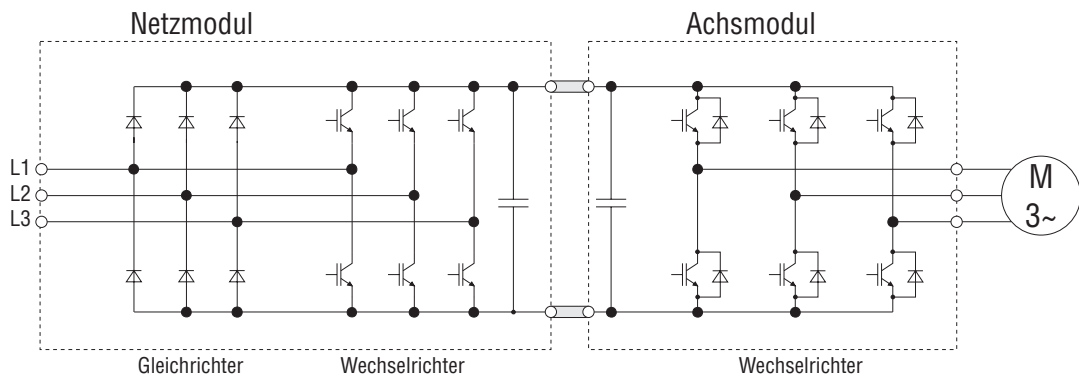 Netzmodul
Achsmodul
L1
L2
L3
M
3~
Gleichrichter
Wechselrichter
Wechselrichter